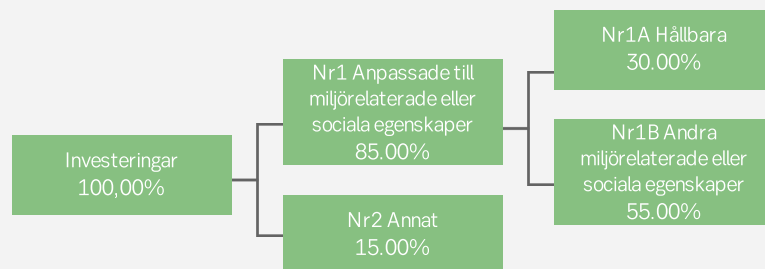 Investeringar
100,00%
Nr1 Anpassade till
miljörelaterade eller
sociala egenskaper
85.00%
Nr2 Annat
15.00%
Nr1A Hållbara
30.00%
Nr1B Andra
miljörelaterade eller
sociala egenskaper
55.00%